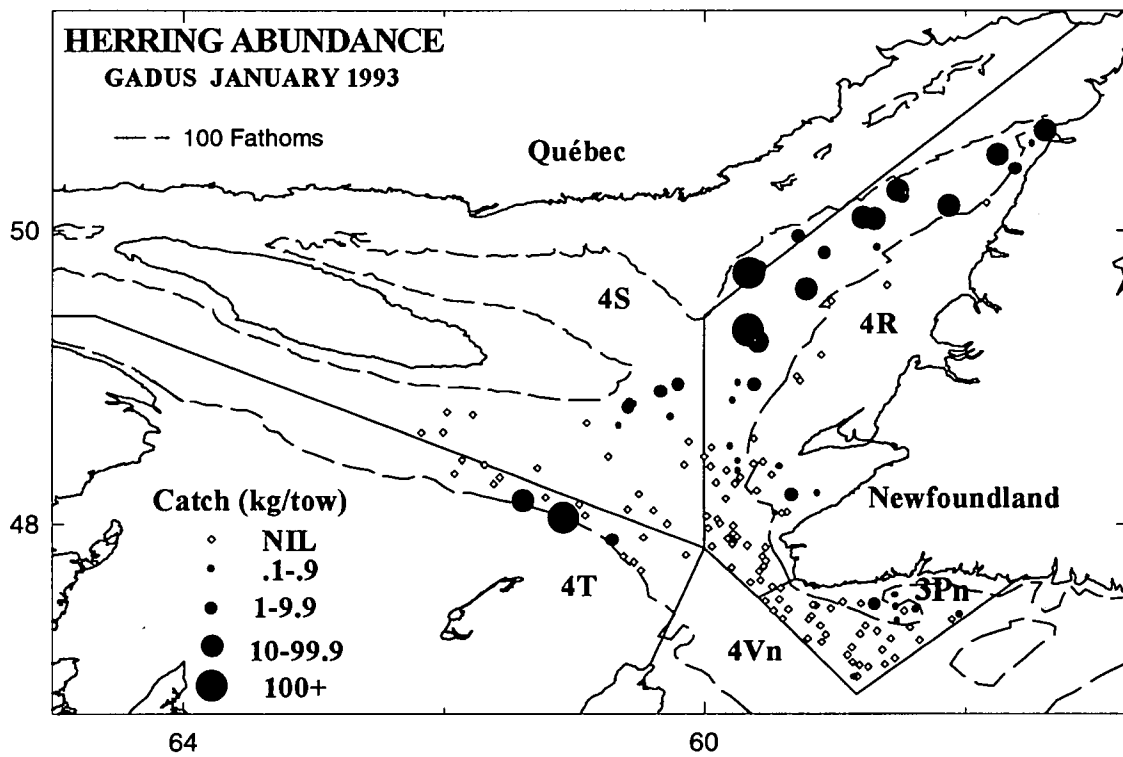 HERRING ABUNDANCE
GADUS JANUARY 1993
100 Fathoms
Québec
50
4S
4R
Catch (kg/tow)
NIL
.1-.9
1-9.9
10-99.9
100+
Newfoundland
48
4T
3Pn
4Vn
64
60